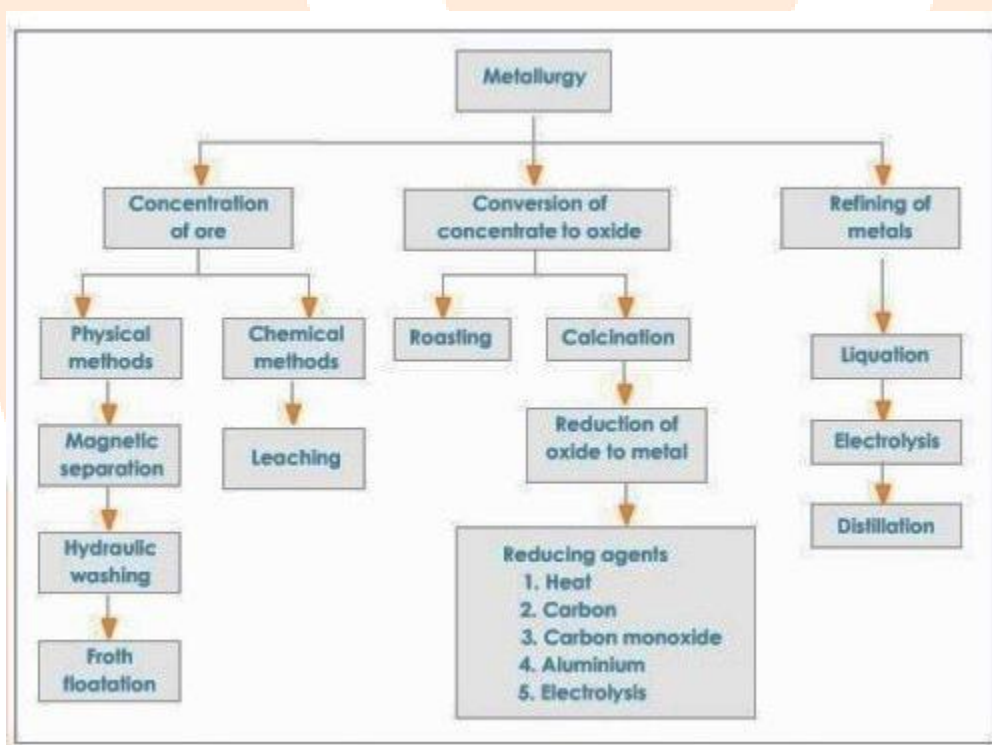 Metallurgy
Concentration
of ore
Conversion of
concentrate to oxide
Refining of
metals
Physical
methods
Chemical
methods
Roasting
Calcination
Liquation
Magnetic
separation
Leaching
Reduction of
oxide to metal
Electrolysis
Hydraulic
washing
Distillation
Froth
floatation
Reducing agents
1. Heat
2. Carbon
3. Carbon monoxide
4. Aluminium
5. Electrolysis